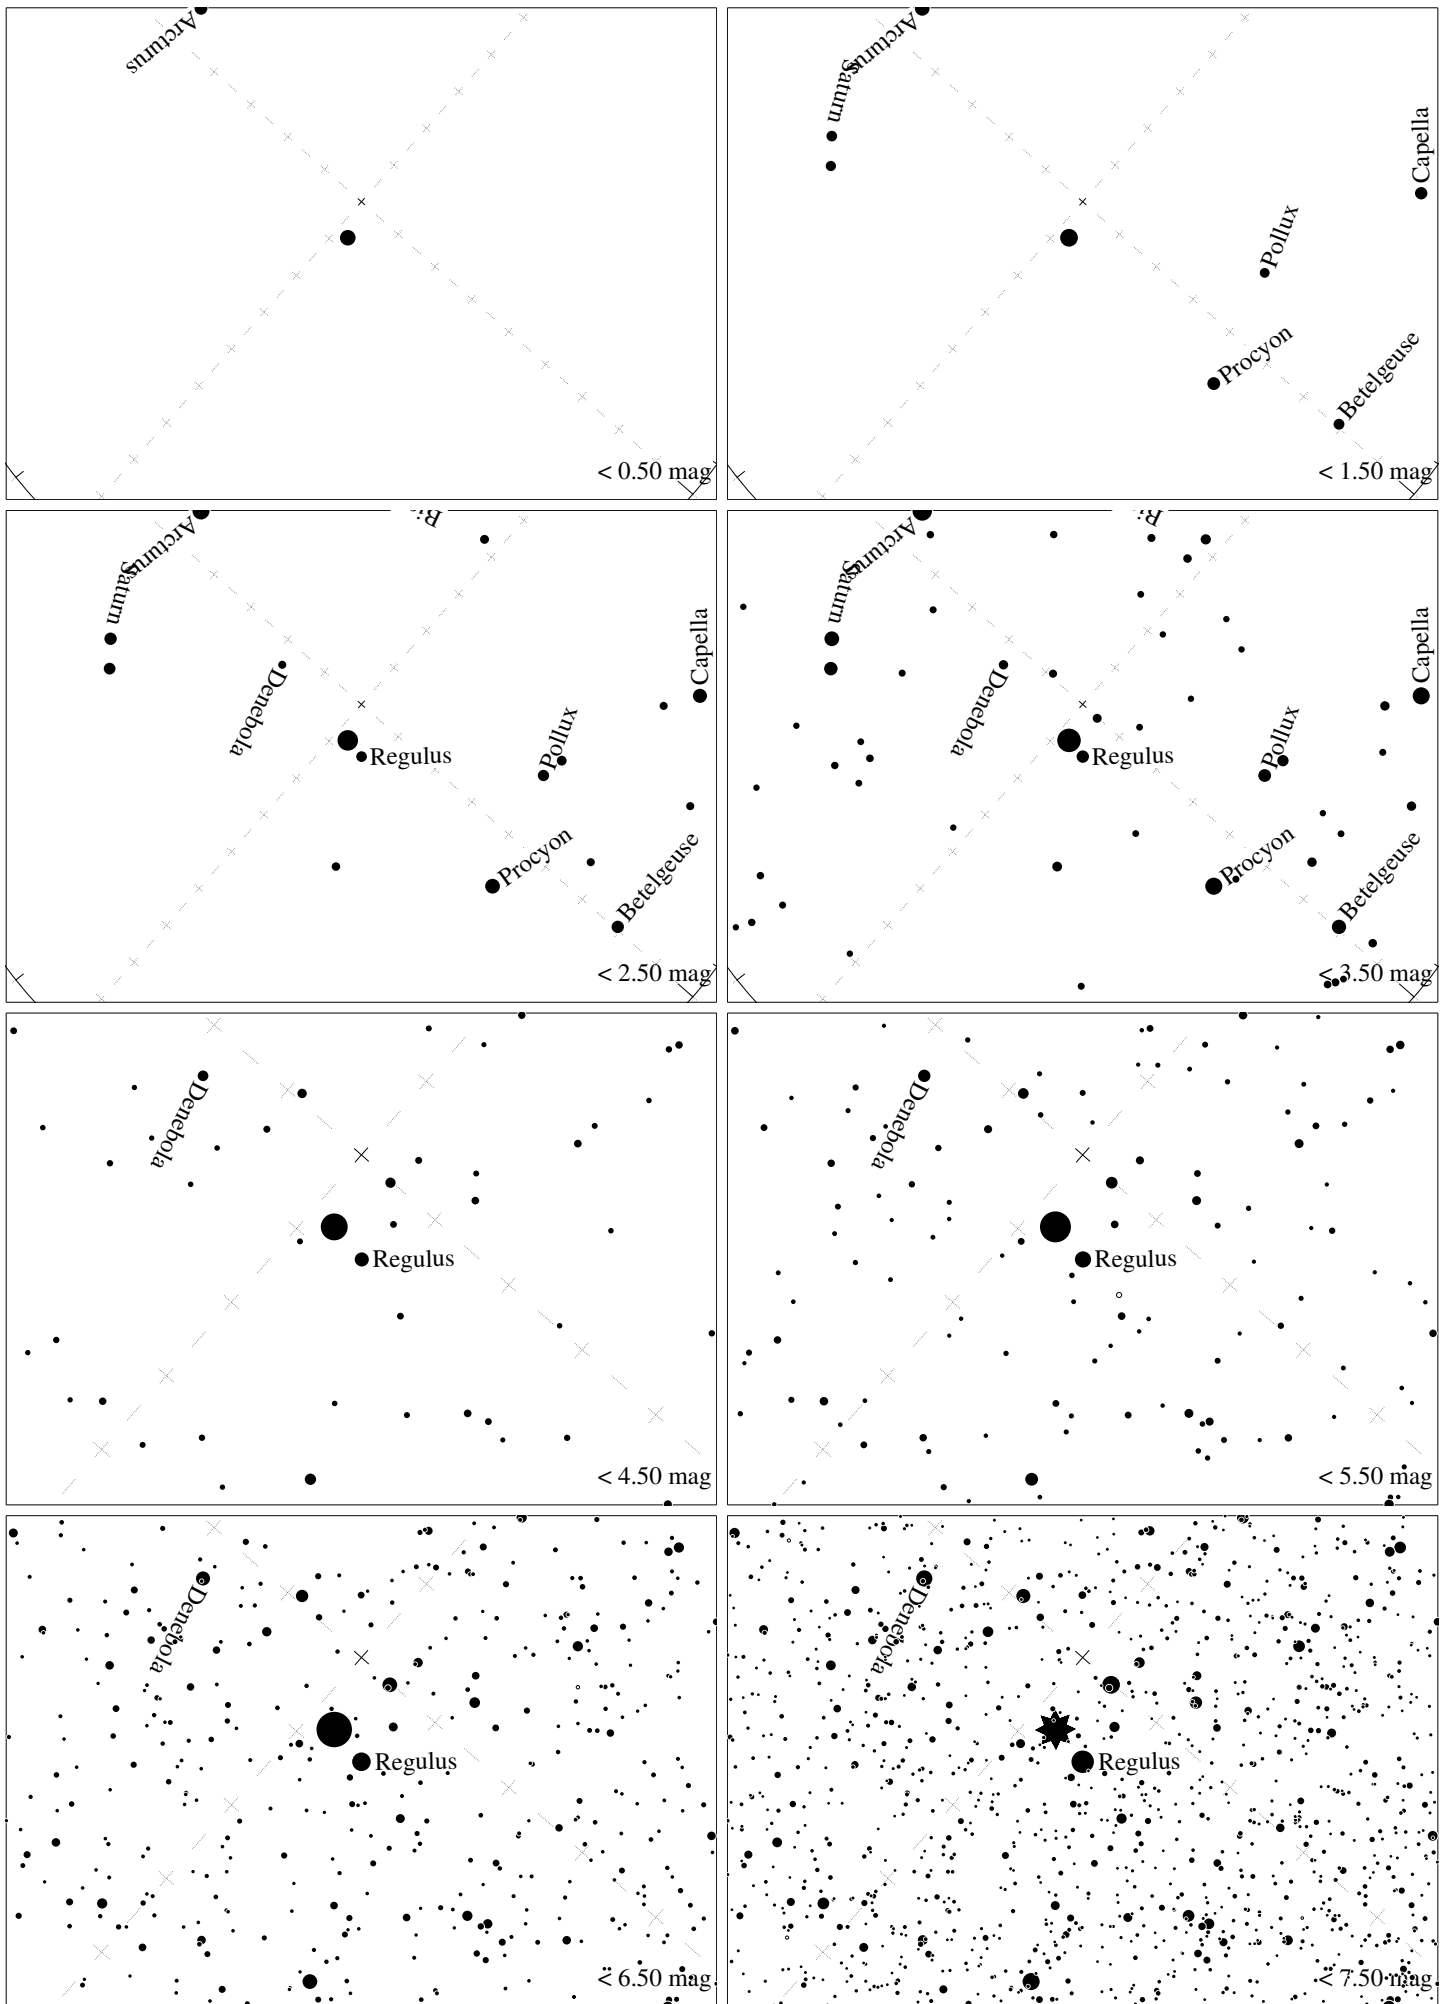 Arcturus
< 0.50 mag
Arcturus
Saturn
Capella
Pollux
Procyon
Betelgeuse
< 1.50 mag
Arcturus
Saturn
Denebola
Capella
Pollux
Regulus
Procyon
Betelgeuse
< 2.50 mag
Arcturus
Saturn
Denebola
Capella
Pollux
Regulus
Procyon
Betelgeuse
< 3.50 mag
Denebola
Regulus
< 4.50 mag
Denebola
Regulus
< 5.50 mag
Denebola
Regulus
< 6.50 mag
Denebola
Regulus
< 7.50 mag